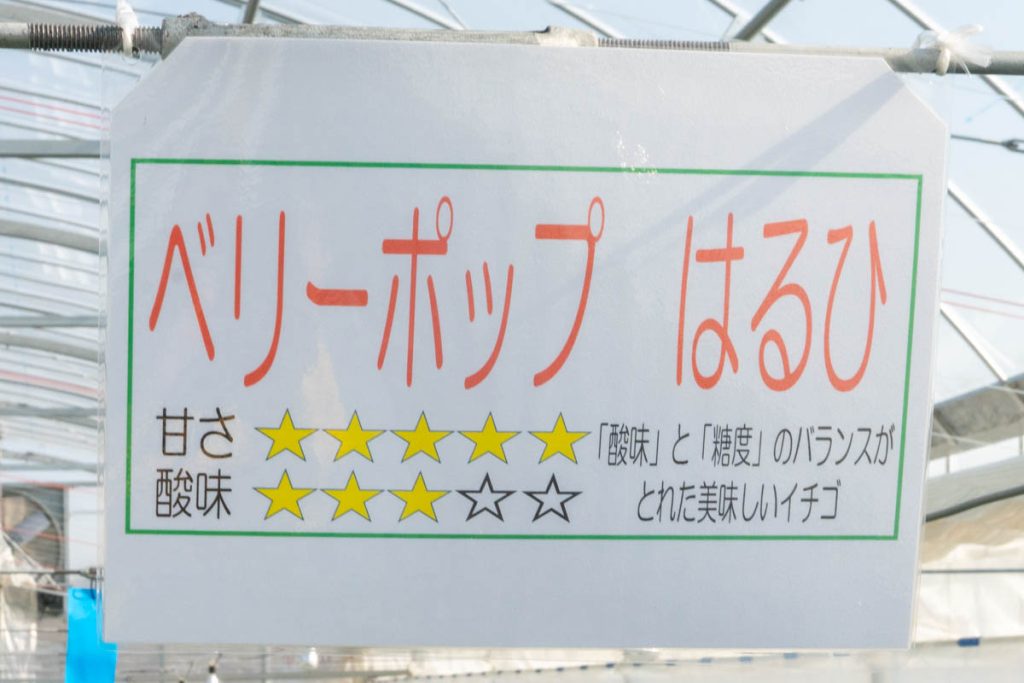 ベリーポップ はるひ
甘さ ★★★★★ 「酸味」と「糖度」のバランスが
酸味 ★★★☆☆ とれた美味しいイチゴ